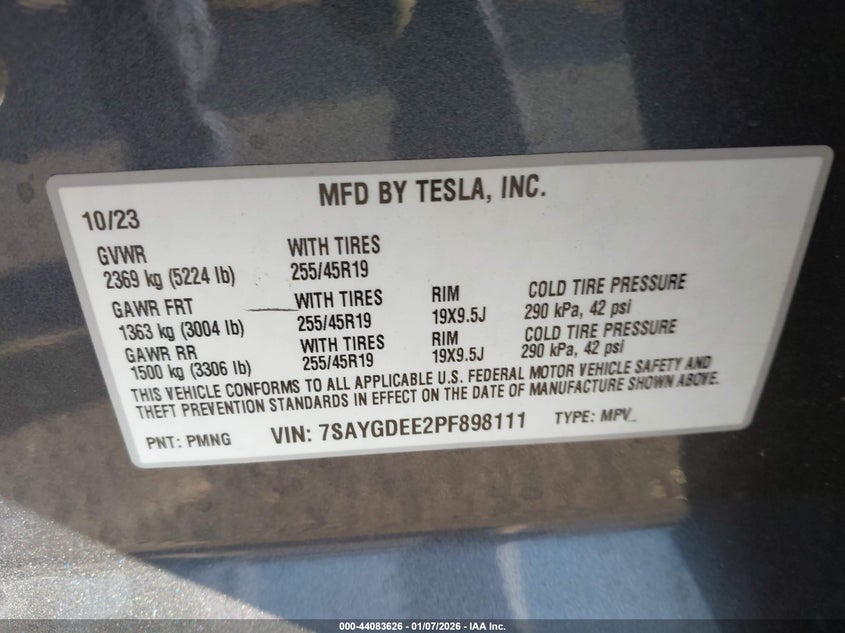 MFD BY TESLA, INC.
10/23
GVWR WITH TIRES
2369 kg (5224 lb) 255/45R19
GAWR FRT WITH TIRES RIM COLD TIRE PRESSURE
1363 kg (3004 lb) 255/45R19 19X9.5J 290 kPa, 42 psi
GAWR RR WITH TIRES RIM COLD TIRE PRESSURE
1500 kg (3306 lb) 255/45R19 19X9.5J 290 kPa, 42 psi
THIS VEHICLE CONFORMS TO ALL APPLICABLE U.S. FEDERAL MOTOR VEHICLE SAFETY AND
THEFT PREVENTION STANDARDS IN EFFECT ON THE DATE OF MANUFACTURE SHOWN ABOVE.
PNT: PMNG VIN: 7SAYGDEE2PF898111 TYPE: MPV
000-44083626 - 01/07/2026 - IAA Inc.